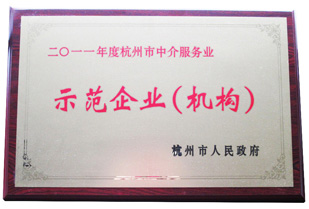 二〇一一年度杭州市中介服务业
示范企业(机构)
杭州市人民政府